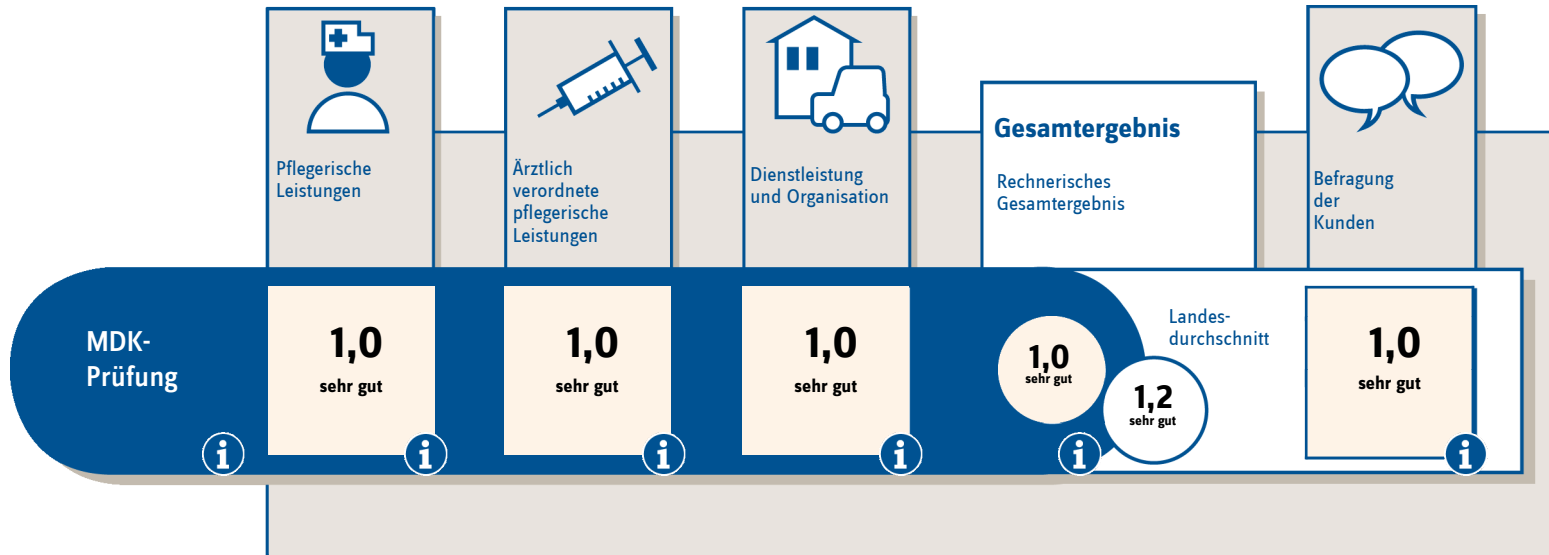 Pflegerische
Leistungen
Ärztlich
verordnete
pflegerische
Leistungen
Dienstleistung
und Organisation
Gesamtergebnis
Rechnerisches
Gesamtergebnis
Befragung
der
Kunden
MDK-
Prüfung
1,0
sehr gut
1,0
sehr gut
1,0
sehr gut
1,0
sehr gut
Landes-
durchschnitt
1,2
sehr gut
1,0
sehr gut
i
i
i
i
i
i